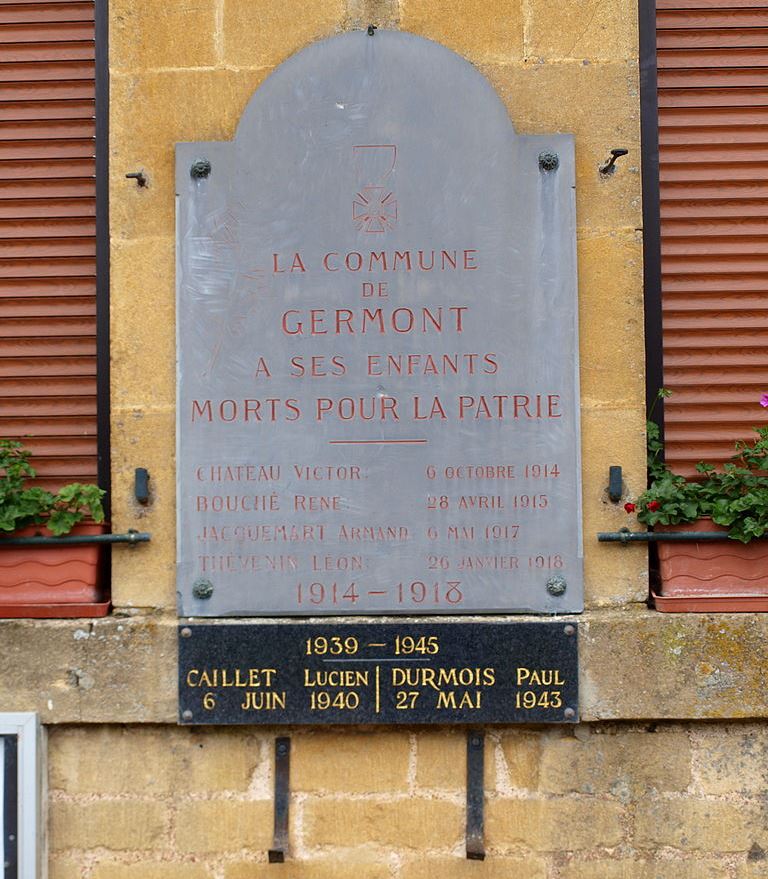 LA COMMUNE
DE
GERMONT
A SES ENFANTS
MORTS POUR LA PATRIE
CHATEAU VICTOR. 6 OCTOBRE 1914
BOUCHÉ RENÉ. 28 AVRIL 1915
JACQUEMART ARMAND. 6 MAI 1917
THÉVENIN LÉON. 26 JANVIER 1918
1914 – 1918
1939 – 1945
CAILLET LUCIEN | DURMOIS PAUL
6 JUIN 1940 | 27 MAI 1943